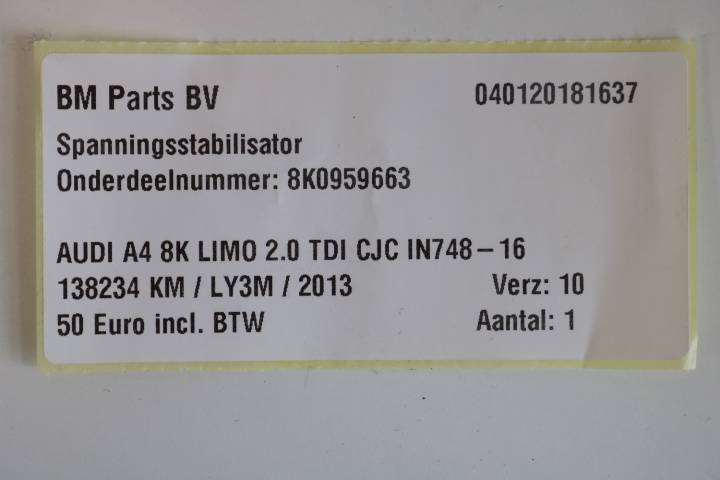 BM Parts BV 040120181637
Spanningsstabilisator
Onderdeelnummer: 8K0959663
AUDI A4 8K LIMO 2.0 TDI CJC IN748-16
138234 KM / LY3M / 2013 Verz: 10
50 Euro incl. BTW Aantal: 1